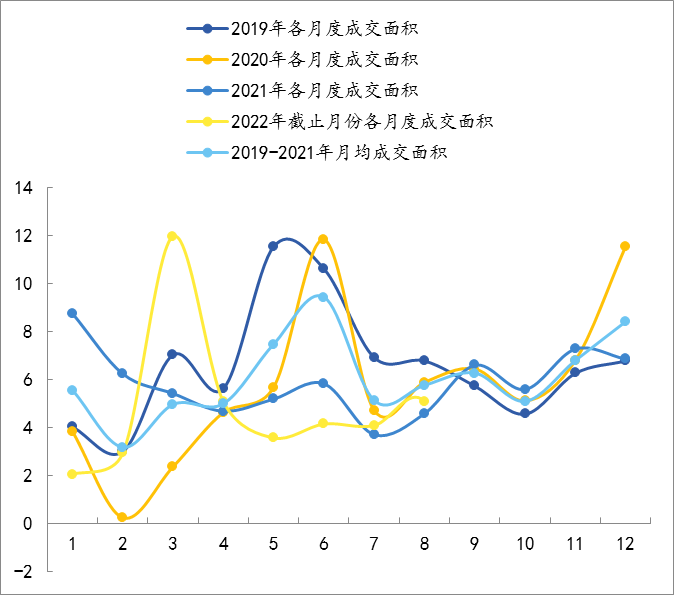 2019年各月度成交面积
2020年各月度成交面积
2021年各月度成交面积
2022年截止月份各月度成交面积
2019-2021年月均成交面积
14
12
10
8
6
4
2
0
1 2 3 4 5 6 7 8 9 10 11 12
-2